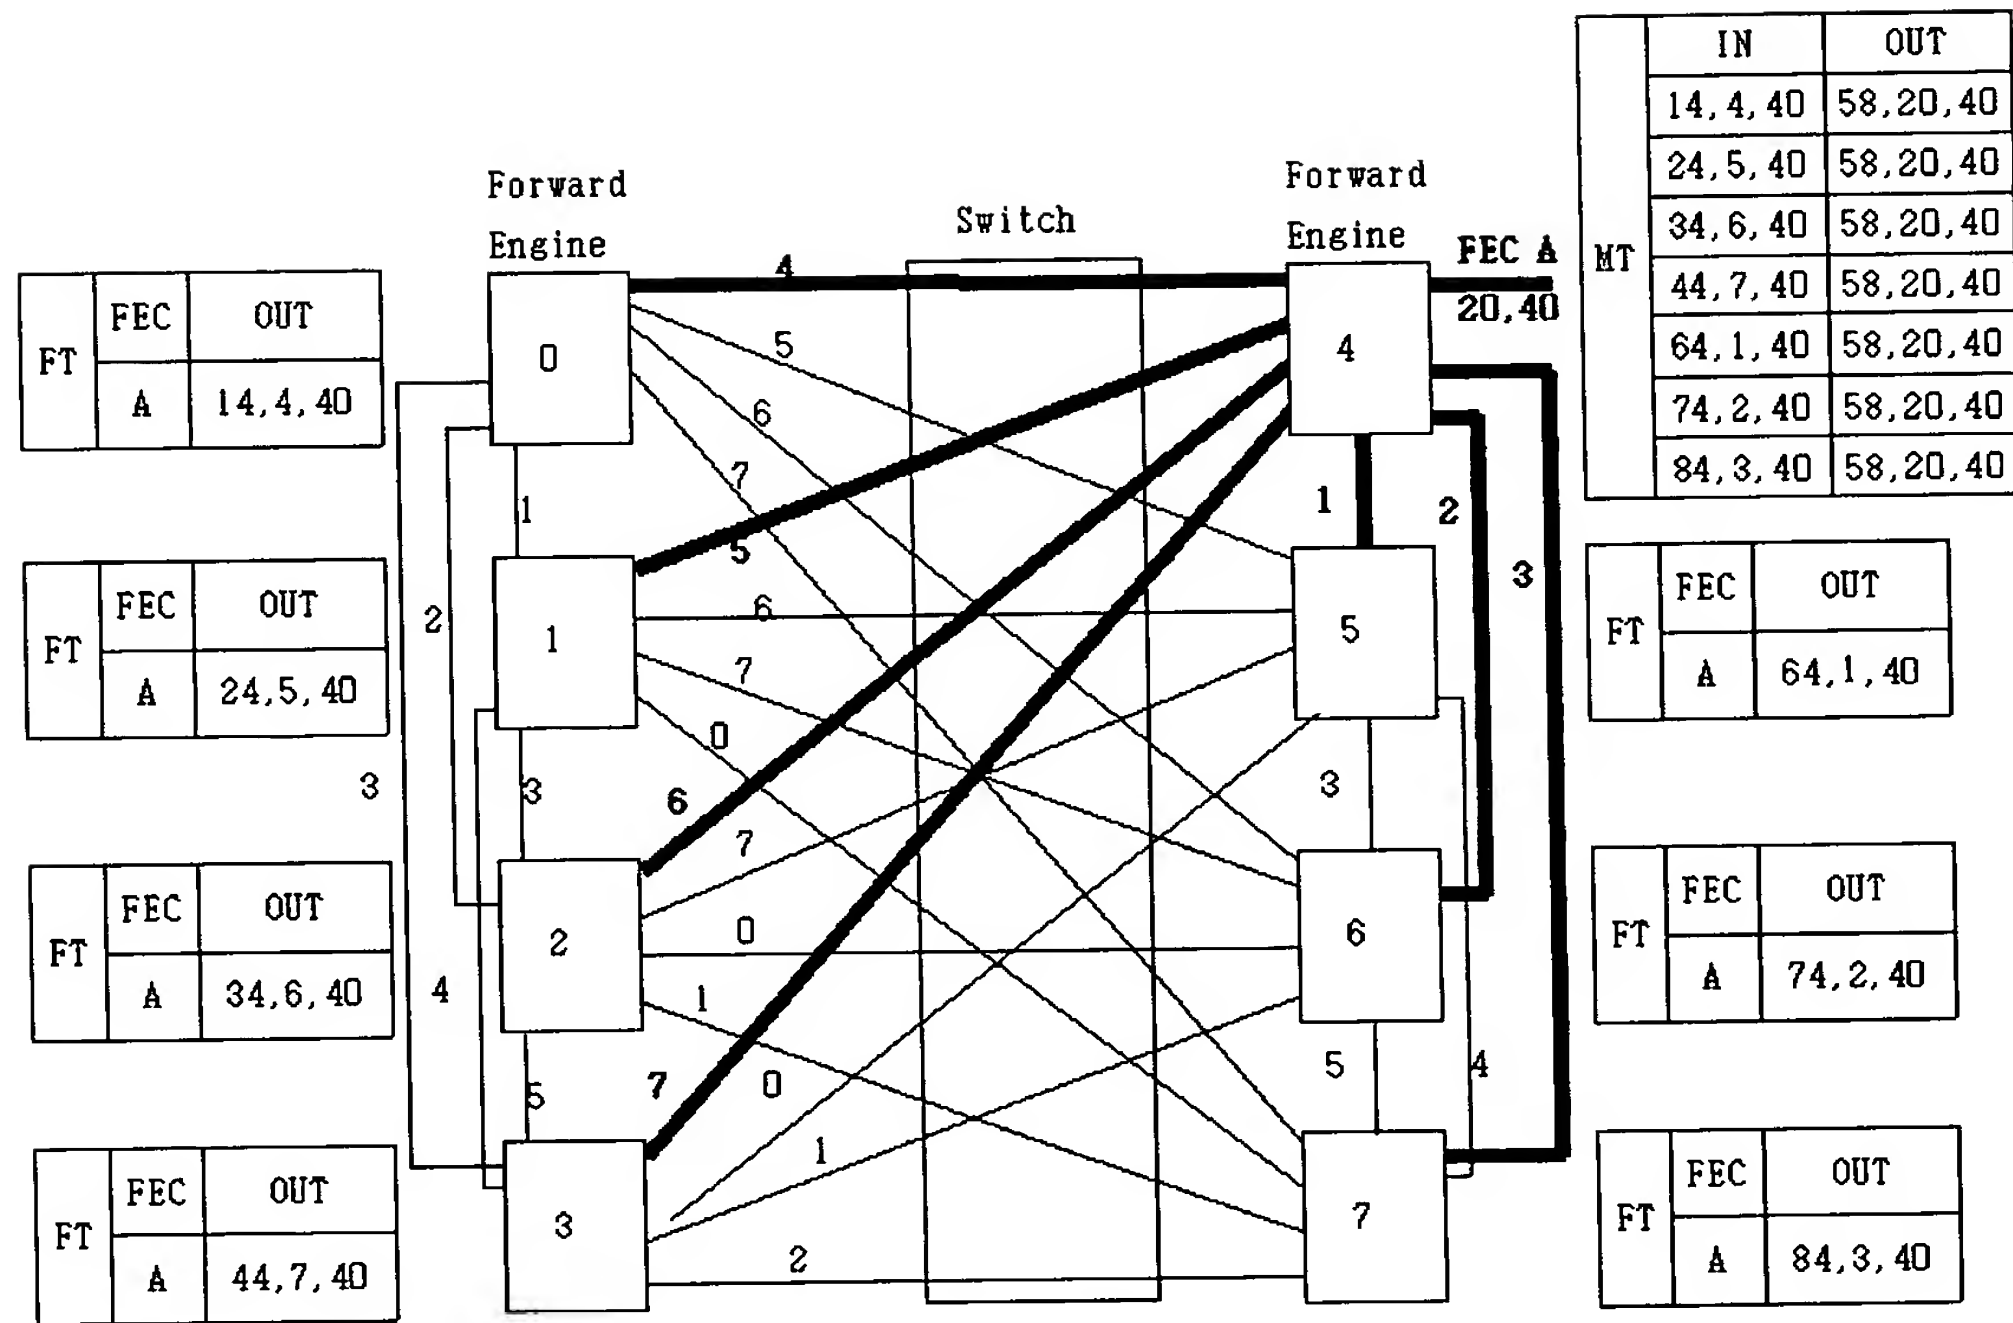 IN OUT
14,4,40 58,20,40
24,5,40 58,20,40
34,6,40 58,20,40
MT
44,7,40 58,20,40
64,1,40 58,20,40
74,2,40 58,20,40
84,3,40 58,20,40
Forward
Engine
Switch
Forward
Engine
FEC A
20,40
FT
FEC OUT
A 14,4,40
0
4
5
6
7
4
1
2
3
1
2
3
FT
FEC OUT
A 24,5,40
1
5
6
7
0
5
FT
FEC OUT
A 64,1,40
3
4
3
4
FT
FEC OUT
A 34,6,40
2
6
7
0
1
6
FT
FEC OUT
A 74,2,40
5
5
FT
FEC OUT
A 44,7,40
3
7
0
1
2
7
FT
FEC OUT
A 84,3,40